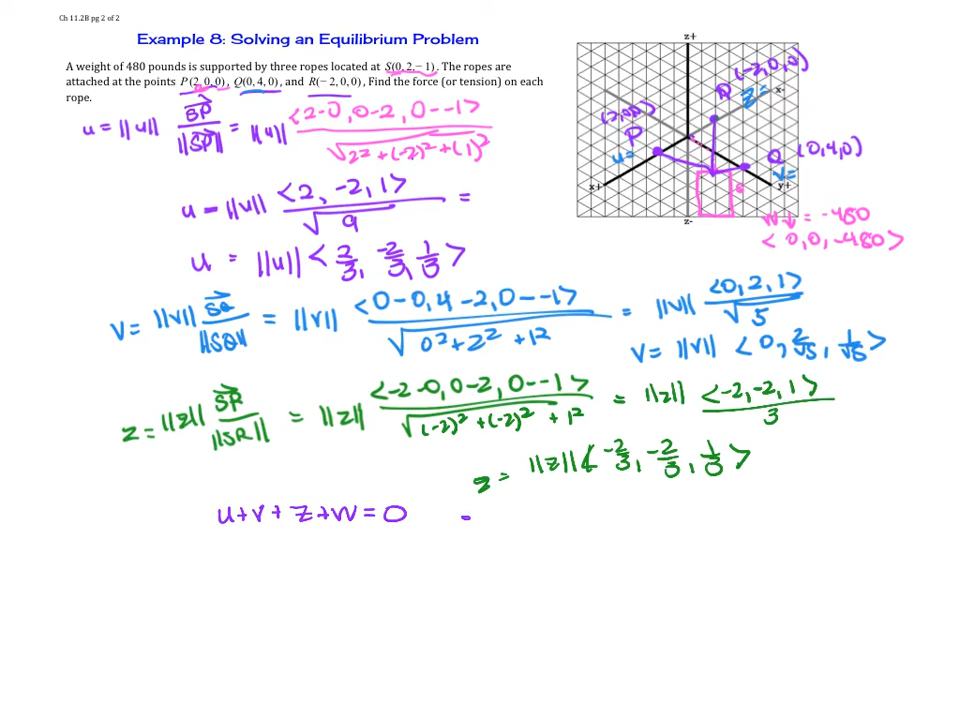 Ch 11.2B pg 2 of 2
Example 8: Solving an Equilibrium Problem
A weight of 480 pounds is supported by three ropes located at S(0, 2, − 1). The ropes are
attached at the points P(2, 0, 0), Q(0, 4, 0), and R(− 2, 0, 0), Find the force (or tension) on each
rope.
u = ||u|| SP/||SP|| = ||u|| <2-0, 0-2, 0--1> / √(2² + (-2)² + (1)²)
u = ||u|| <2, -2, 1> / √9 =
u = ||u|| < 2/3, -2/3, 1/3 >
V = ||V|| SQ/||SQ|| = ||V|| <0-0, 4-2, 0--1> / √(0² + 2² + 1²) = ||V|| <0, 2, 1> / √5
V = ||V|| < 0, 2/√5, 1/√5 >
z = ||z|| SR/||SR|| = ||z|| <-2-0, 0-2, 0--1> / √((-2)² + (-2)² + 1²) = ||z|| <-2, -2, 1> / 3
z = ||z|| < -2/3, -2/3, 1/3 >
u + v + z + w = 0 =
z+
(-2, 0, 0)
R
z=
x-
(2,0,0)
P
u=
Q (0, 4, 0)
V=
x+
S
y+
z-
W↓ = -480
< 0, 0, -480 >